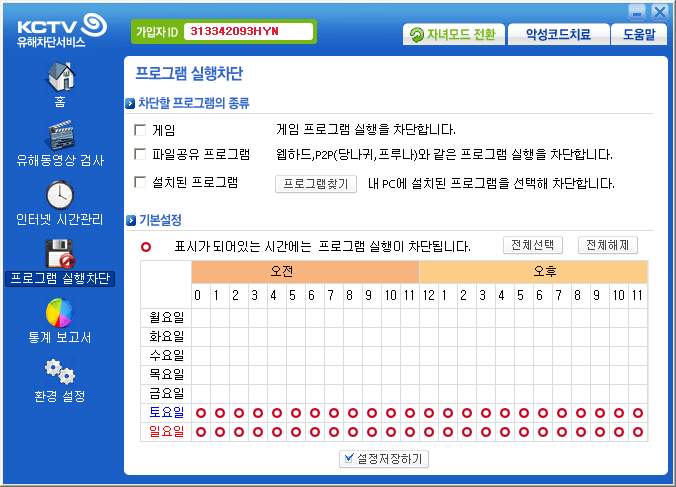 KCTV
유해차단서비스
가입자 ID 313342093HYN
자녀모드 전환 악성코드치료 도움말
홈
유해동영상 검사
인터넷 시간관리
프로그램 실행차단
통계 보고서
환경 설정
프로그램 실행차단
차단할 프로그램의 종류
게임 게임 프로그램 실행을 차단합니다.
파일공유 프로그램 웹하드,P2P(당나귀,프루나)와 같은 프로그램 실행을 차단합니다.
설치된 프로그램 프로그램찾기 내 PC에 설치된 프로그램을 선택해 차단합니다.
기본설정
표시가 되어있는 시간에는 프로그램 실행이 차단됩니다. 전체선택 전체해제
오전 오후
0 1 2 3 4 5 6 7 8 9 10 11 12 1 2 3 4 5 6 7 8 9 10 11
월요일
화요일
수요일
목요일
금요일
토요일
일요일
설정저장하기